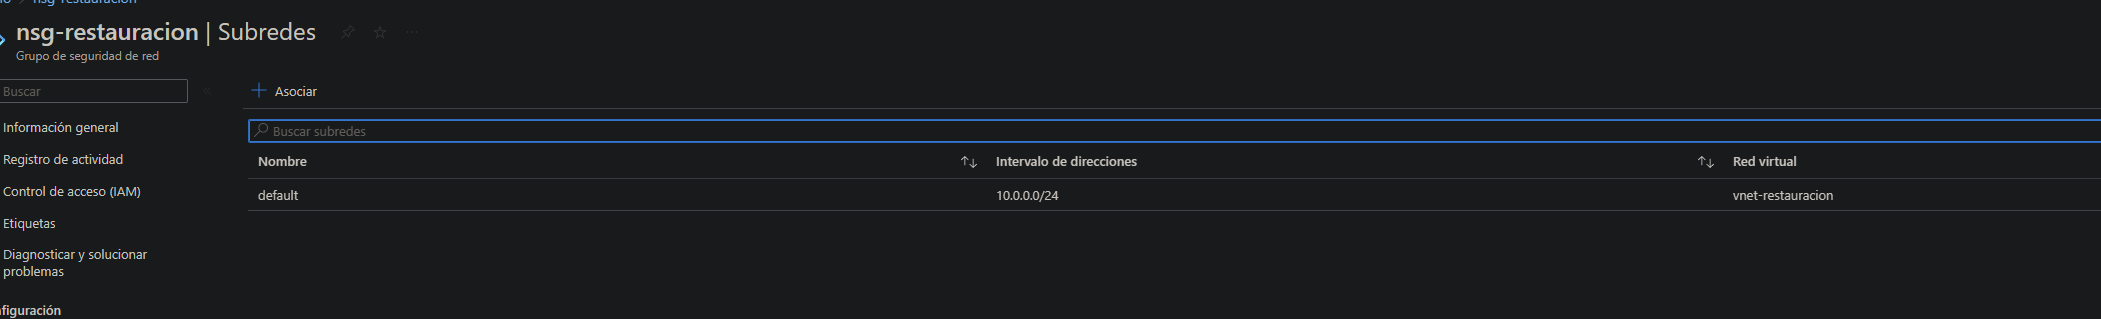 nsg-restauracion
nsg-restauracion | Subredes
Grupo de seguridad de red
Buscar
Asociar
Información general
Buscar subredes
Registro de actividad
Nombre
Intervalo de direcciones
Red virtual
Control de acceso (IAM)
default
10.0.0.0/24
vnet-restauracion
Etiquetas
Diagnosticar y solucionar
problemas
figuración